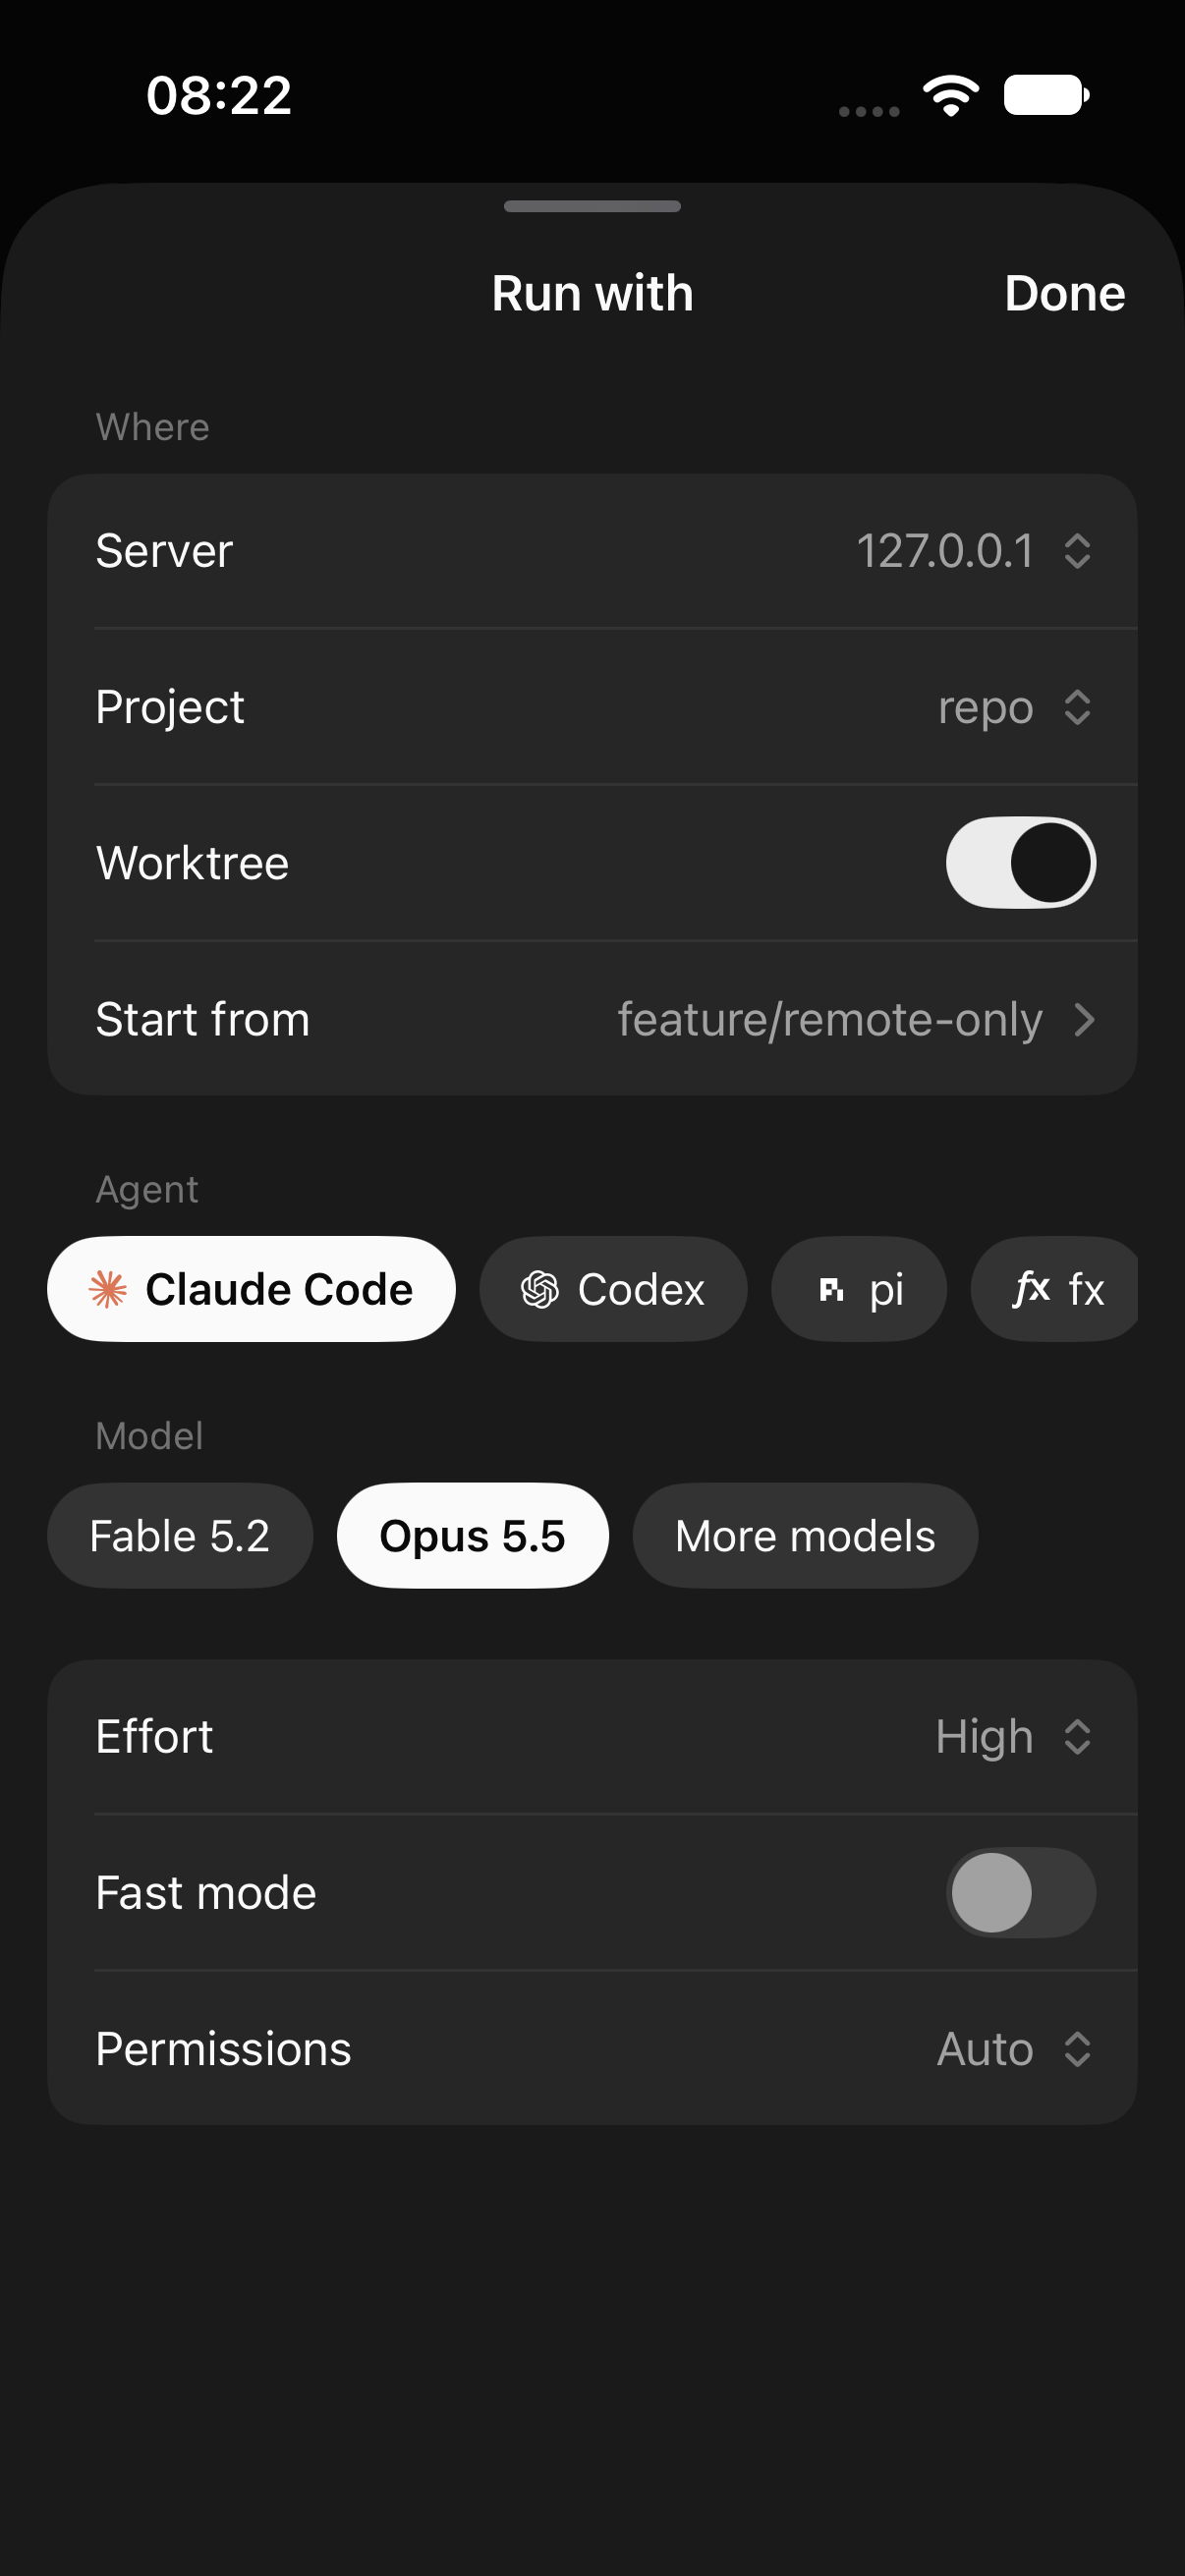 08:22
Run with Done
Where
Server 127.0.0.1
Project repo
Worktree
Start from feature/remote-only
Agent
Claude Code Codex pi fx fx
Model
Fable 5.2 Opus 5.5 More models
Effort High
Fast mode
Permissions Auto